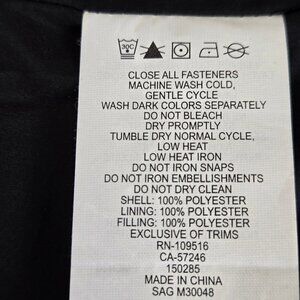 30C
CLOSE ALL FASTENERS
MACHINE WASH COLD,
GENTLE CYCLE
WASH DARK COLORS SEPARATELY
DO NOT BLEACH
DRY PROMPTLY
TUMBLE DRY NORMAL CYCLE,
LOW HEAT
LOW HEAT IRON
DO NOT IRON SNAPS
DO NOT IRON EMBELLISHMENTS
DO NOT DRY CLEAN
SHELL: 100% POLYESTER
LINING: 100% POLYESTER
FILLING: 100% POLYESTER
EXCLUSIVE OF TRIMS
RN-109516
CA-57246
150285
MADE IN CHINA
SAG M30048